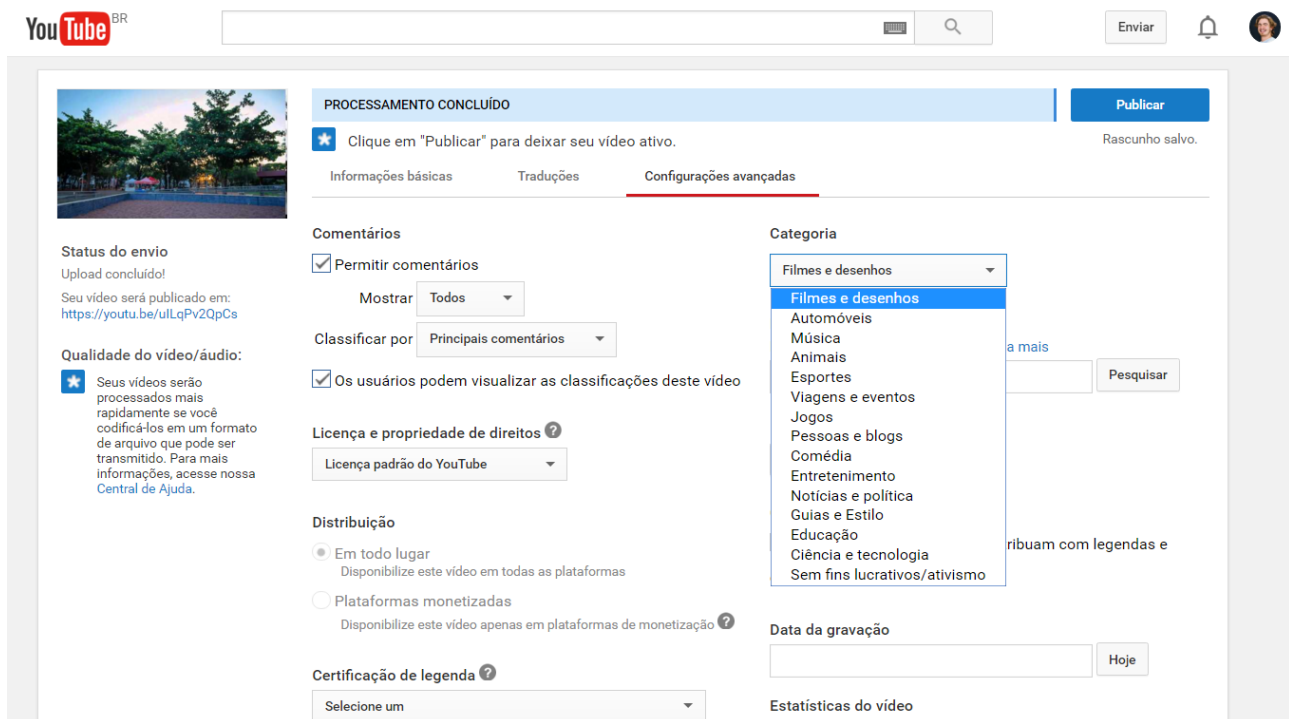 YouTube BR
Enviar
PROCESSAMENTO CONCLUÍDO
Publicar
Clique em "Publicar" para deixar seu vídeo ativo.
Rascunho salvo.
Informações básicas
Traduções
Configurações avançadas
Status do envio
Upload concluído!
Seu vídeo será publicado em:
https://youtu.be/uILqPv2QpCs
Qualidade do vídeo/áudio:
Seus vídeos serão
processados mais
rapidamente se você
codificá-los em um formato
de arquivo que pode ser
transmitido. Para mais
informações, acesse nossa
Central de Ajuda.
Comentários
Permitir comentários
Mostrar Todos
Classificar por Principais comentários
Os usuários podem visualizar as classificações deste vídeo
Licença e propriedade de direitos ?
Licença padrão do YouTube
Distribuição
Em todo lugar
Disponibilize este vídeo em todas as plataformas
Plataformas monetizadas
Disponibilize este vídeo apenas em plataformas de monetização ?
Certificação de legenda ?
Selecione um
Categoria
Filmes e desenhos
Filmes e desenhos
Automóveis
Música
Animais
Esportes
Viagens e eventos
Jogos
Pessoas e blogs
Comédia
Entretenimento
Notícias e política
Guias e Estilo
Educação
Ciência e tecnologia
Sem fins lucrativos/ativismo
a mais
Pesquisar
ribuam com legendas e
Data da gravação
Hoje
Estatísticas do vídeo